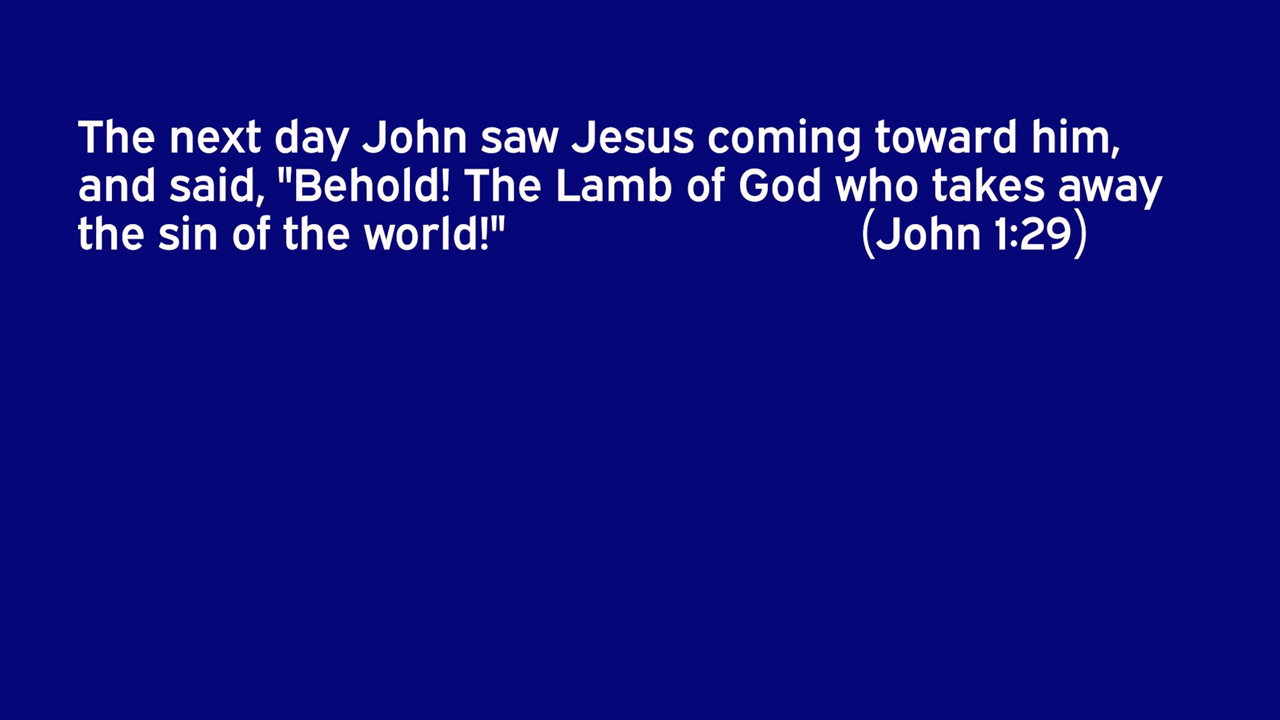 The next day John saw Jesus coming toward him,
and said, "Behold! The Lamb of God who takes away
the sin of the world!" (John 1:29)